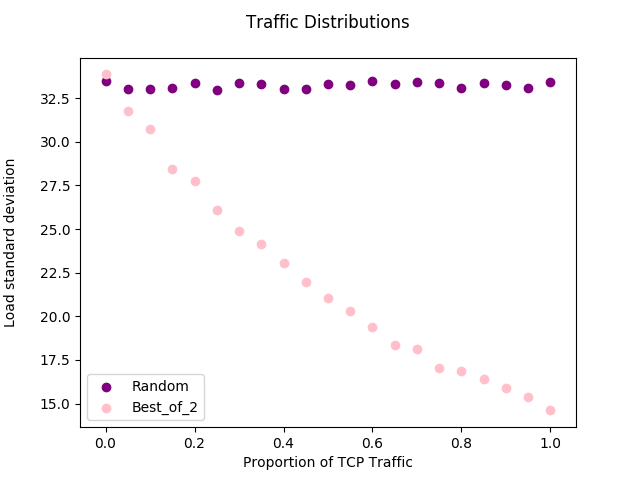 Traffic Distributions
Load standard deviation
32.5
30.0
27.5
25.0
22.5
20.0
17.5
15.0
Random
Best_of_2
0.0 0.2 0.4 0.6 0.8 1.0
Proportion of TCP Traffic